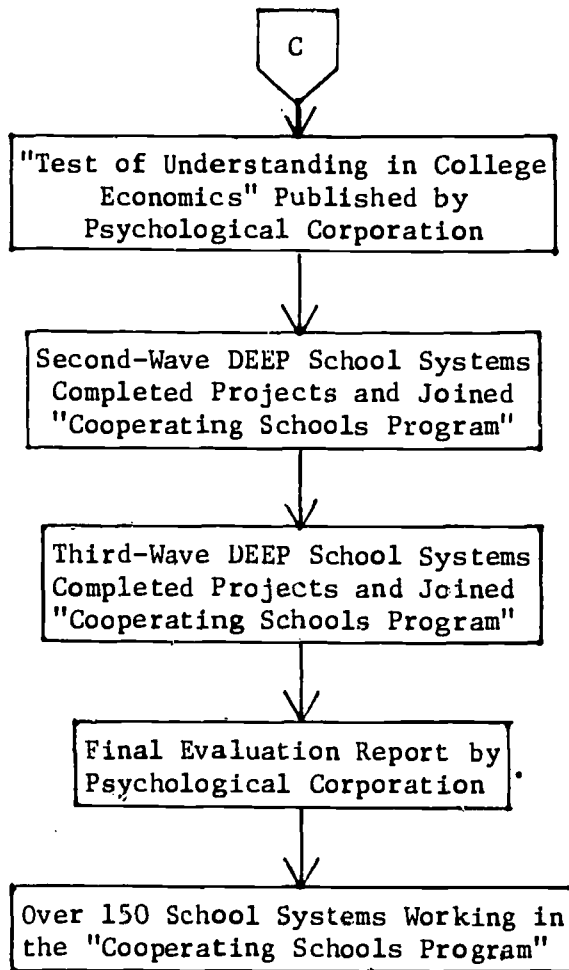 C
"Test of Understanding in College
Economics" Published by
Psychological Corporation
Second-Wave DEEP School Systems
Completed Projects and Joined
"Cooperating Schools Program"
Third-Wave DEEP School Systems
Completed Projects and Joined
"Cooperating Schools Program"
Final Evaluation Report by
Psychological Corporation
Over 150 School Systems Working in
the "Cooperating Schools Program"